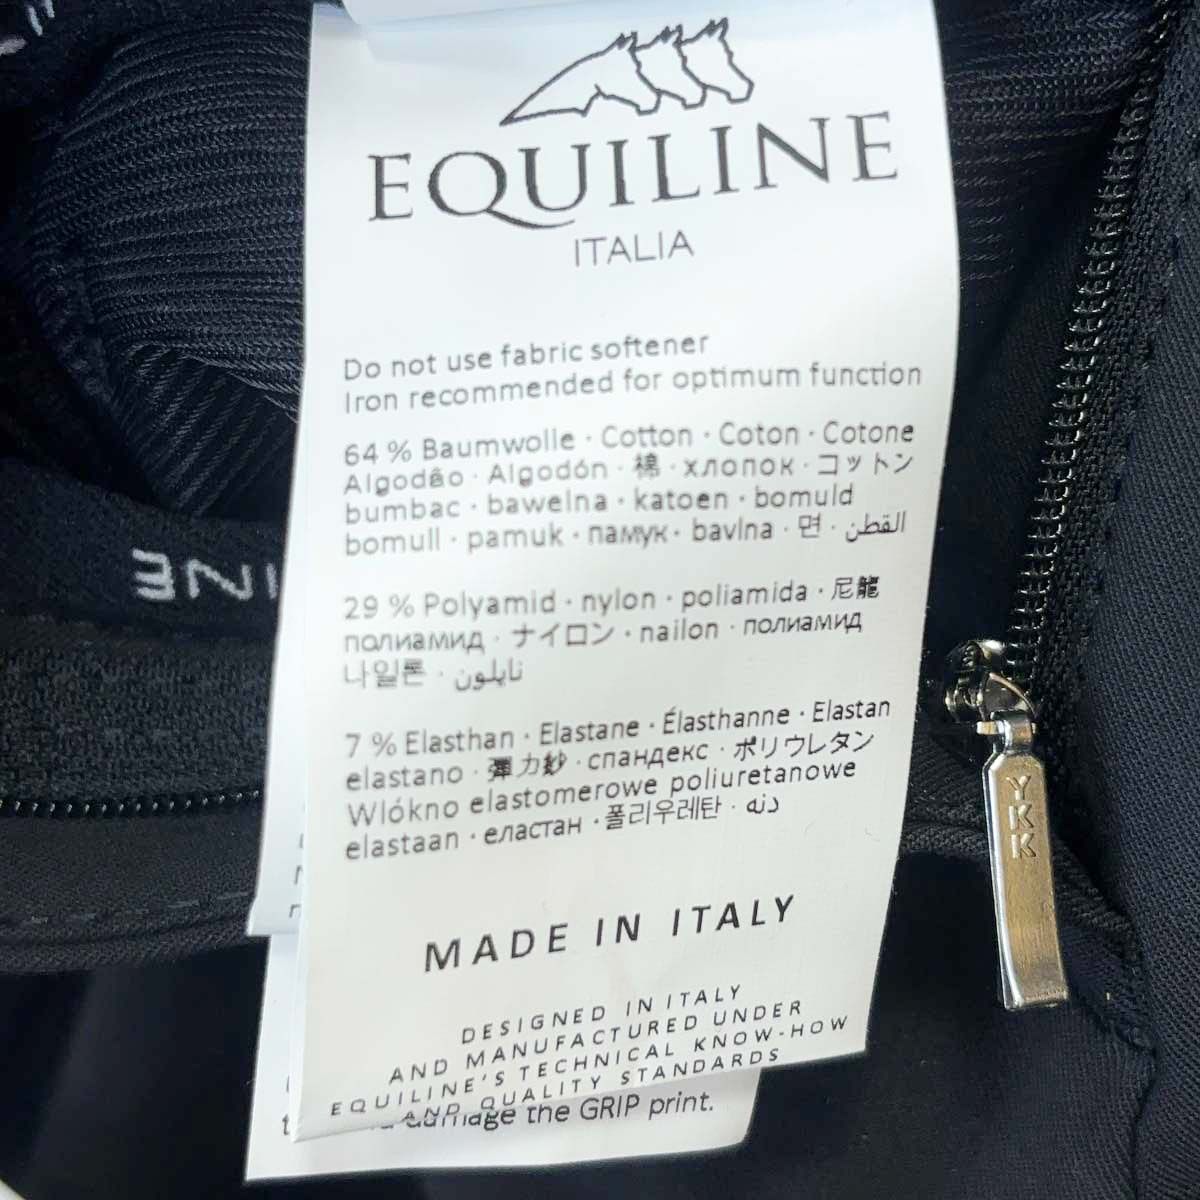 EQUILINE
ITALIA
Do not use fabric softener
Iron recommended for optimum function
64 % Baumwolle · Cotton · Coton · Cotone
Algodão · Algodón · 棉 · хлопок · コットン
bumbac · bawelna · katoen · bomuld
bomull · pamuk · памук · bavlna · 면 · القطن
29 % Polyamid · nylon · poliamida · 尼龍
полиамид · ナイロン · nailon · полиамид
나일론 · نايلون
7 % Elasthan · Elastane · Élasthanne · Elastan
elastano · 彈力紗 · спандекс · ポリウレタン
Wlókno elastomerowe poliuretanowe
elastaan · еластан · 폴리우레탄 · دنه
MADE IN ITALY
DESIGNED IN ITALY
AND MANUFACTURED UNDER
EQUILINE'S TECHNICAL KNOW-HOW
AND QUALITY STANDARDS
damage the GRIP print.
INE
YKK